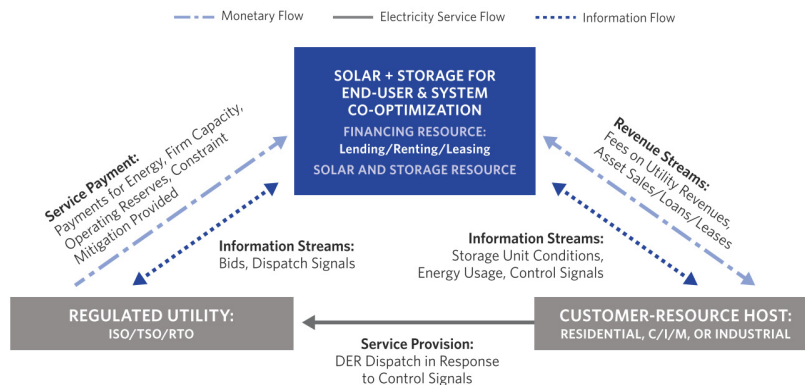 Monetary Flow
Electricity Service Flow
Information Flow
SOLAR + STORAGE FOR
END-USER & SYSTEM
CO-OPTIMIZATION
FINANCING RESOURCE:
Lending/Renting/Leasing
SOLAR AND STORAGE RESOURCE
Service Payment:
Payments for Energy, Firm Capacity,
Operating Reserves, Constraint
Mitigation Provided
Revenue Streams:
Fees on Utility Revenues,
Asset Sales/Loans/Leases
Information Streams:
Bids, Dispatch Signals
Information Streams:
Storage Unit Conditions,
Energy Usage, Control Signals
REGULATED UTILITY:
ISO/TSO/RTO
CUSTOMER-RESOURCE HOST:
RESIDENTIAL, C/I/M, OR INDUSTRIAL
Service Provision:
DER Dispatch in Response
to Control Signals